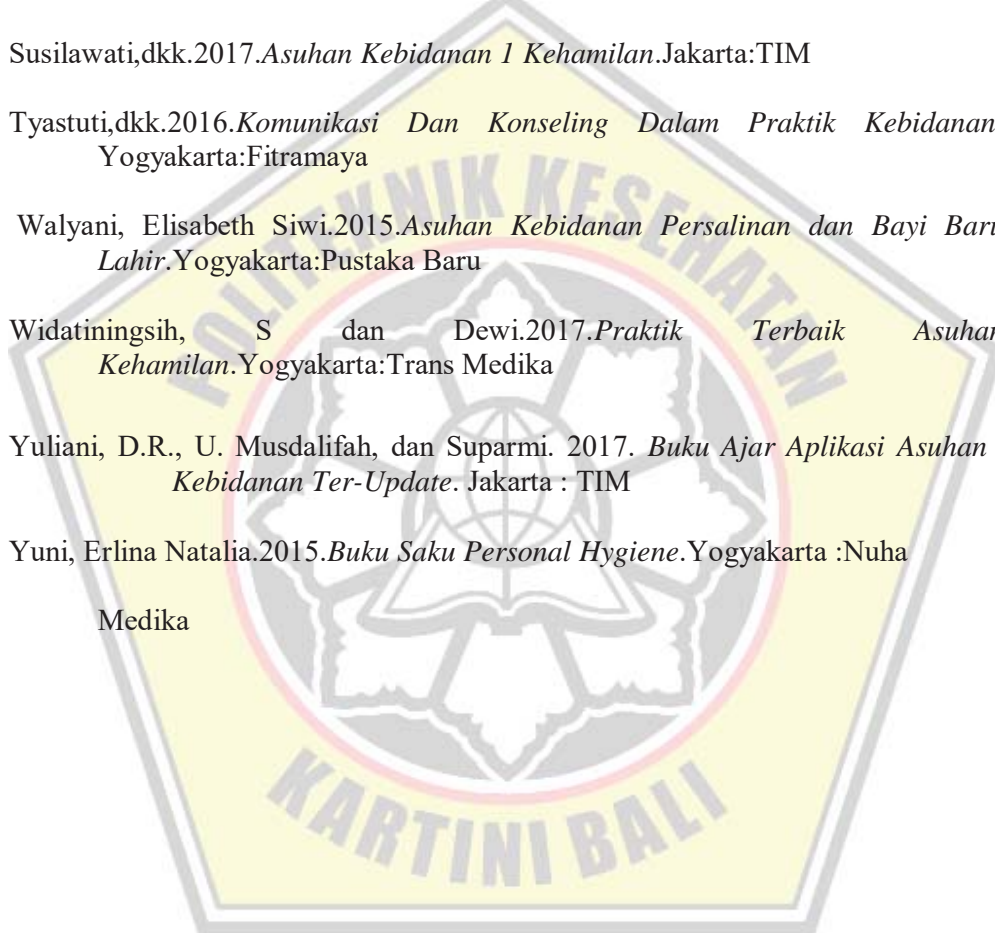 Susilawati,dkk.2017.Asuhan Kebidanan 1 Kehamilan.Jakarta:TIM
Tyastuti,dkk.2016.Komunikasi Dan Konseling Dalam Praktik Kebidanan
Yogyakarta:Fitramaya
Walyani, Elisabeth Siwi.2015.Asuhan Kebidanan Persalinan dan Bayi Baru
Lahir.Yogyakarta:Pustaka Baru
Widatiningsih, S dan Dewi.2017.Praktik Terbaik Asuhan
Kehamilan.Yogyakarta:Trans Medika
Yuliani, D.R., U. Musdalifah, dan Suparmi. 2017. Buku Ajar Aplikasi Asuhan
Kebidanan Ter-Update. Jakarta : TIM
Yuni, Erlina Natalia.2015.Buku Saku Personal Hygiene.Yogyakarta :Nuha
Medika
POLITEKNIK KESEHATAN
KARTINI BALI